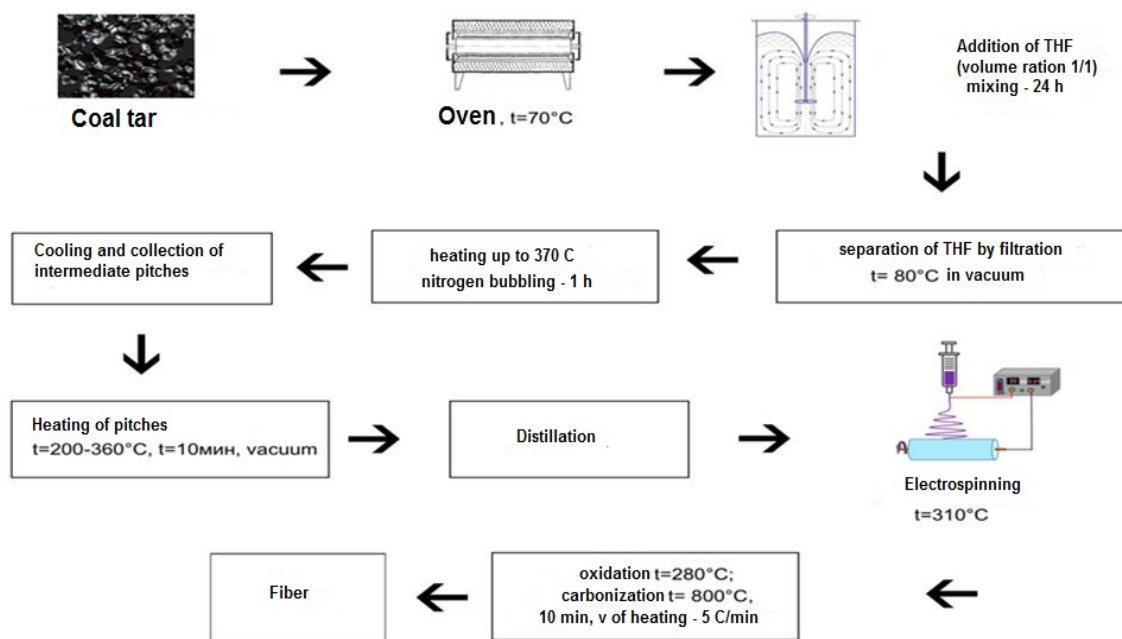 Coal tar
Oven, t=70°C
Addition of THF
(volume ration 1/1)
mixing - 24 h
separation of THF by filtration
t= 80°C in vacuum
heating up to 370 C
nitrogen bubbling - 1 h
Cooling and collection of
intermediate pitches
Heating of pitches
t=200-360°C, t=10мин, vacuum
Distillation
Electrospinning
t=310°C
oxidation t=280°C;
carbonization t= 800°C,
10 min, v of heating - 5 C/min
Fiber